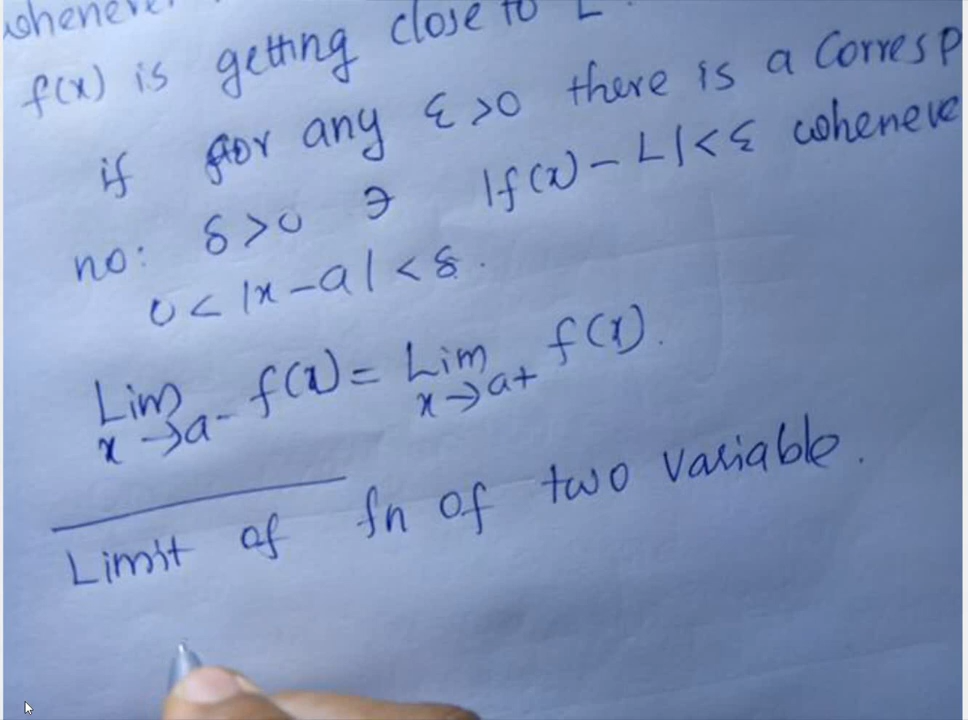 whenever
f(x) is getting close to L.
if for any ε>0 there is a Corresp
no: δ>0 ∋ |f(x)-L|<ε wheneve
0<|x-a|<δ.
Lim x→a- f(x) = Lim x→a+ f(x).
Limit of fn of two variable.